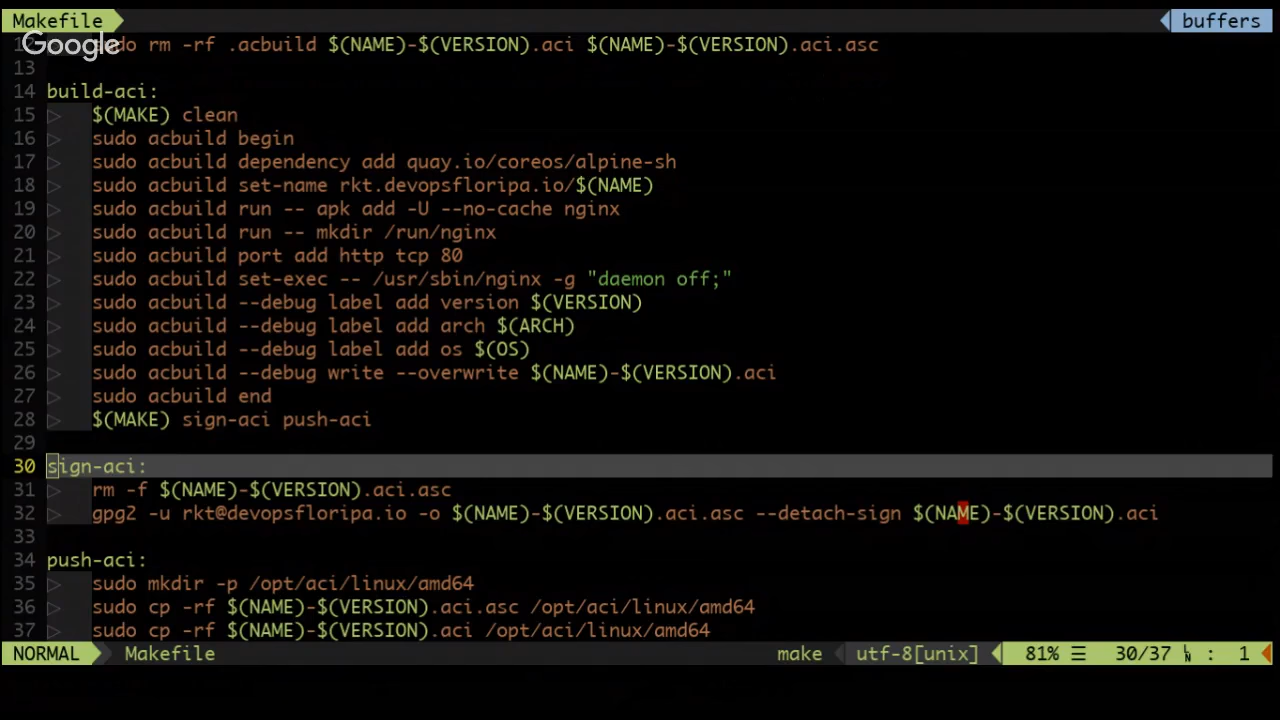 Makefile buffers
12 do rm -rf .acbuild $(NAME)-$(VERSION).aci $(NAME)-$(VERSION).aci.asc
Google
13
14 build-aci:
15 $(MAKE) clean
16 sudo acbuild begin
17 sudo acbuild dependency add quay.io/coreos/alpine-sh
18 sudo acbuild set-name rkt.devopsfloripa.io/$(NAME)
19 sudo acbuild run -- apk add -U --no-cache nginx
20 sudo acbuild run -- mkdir /run/nginx
21 sudo acbuild port add http tcp 80
22 sudo acbuild set-exec -- /usr/sbin/nginx -g "daemon off;"
23 sudo acbuild --debug label add version $(VERSION)
24 sudo acbuild --debug label add arch $(ARCH)
25 sudo acbuild --debug label add os $(OS)
26 sudo acbuild --debug write --overwrite $(NAME)-$(VERSION).aci
27 sudo acbuild end
28 $(MAKE) sign-aci push-aci
29
30 sign-aci:
31 rm -f $(NAME)-$(VERSION).aci.asc
32 gpg2 -u rkt@devopsfloripa.io -o $(NAME)-$(VERSION).aci.asc --detach-sign $(NAME)-$(VERSION).aci
33
34 push-aci:
35 sudo mkdir -p /opt/aci/linux/amd64
36 sudo cp -rf $(NAME)-$(VERSION).aci.asc /opt/aci/linux/amd64
37 sudo cp -rf $(NAME)-$(VERSION).aci /opt/aci/linux/amd64
NORMAL Makefile make utf-8[unix] 81% ☰ 30/37 ㏑ : 1